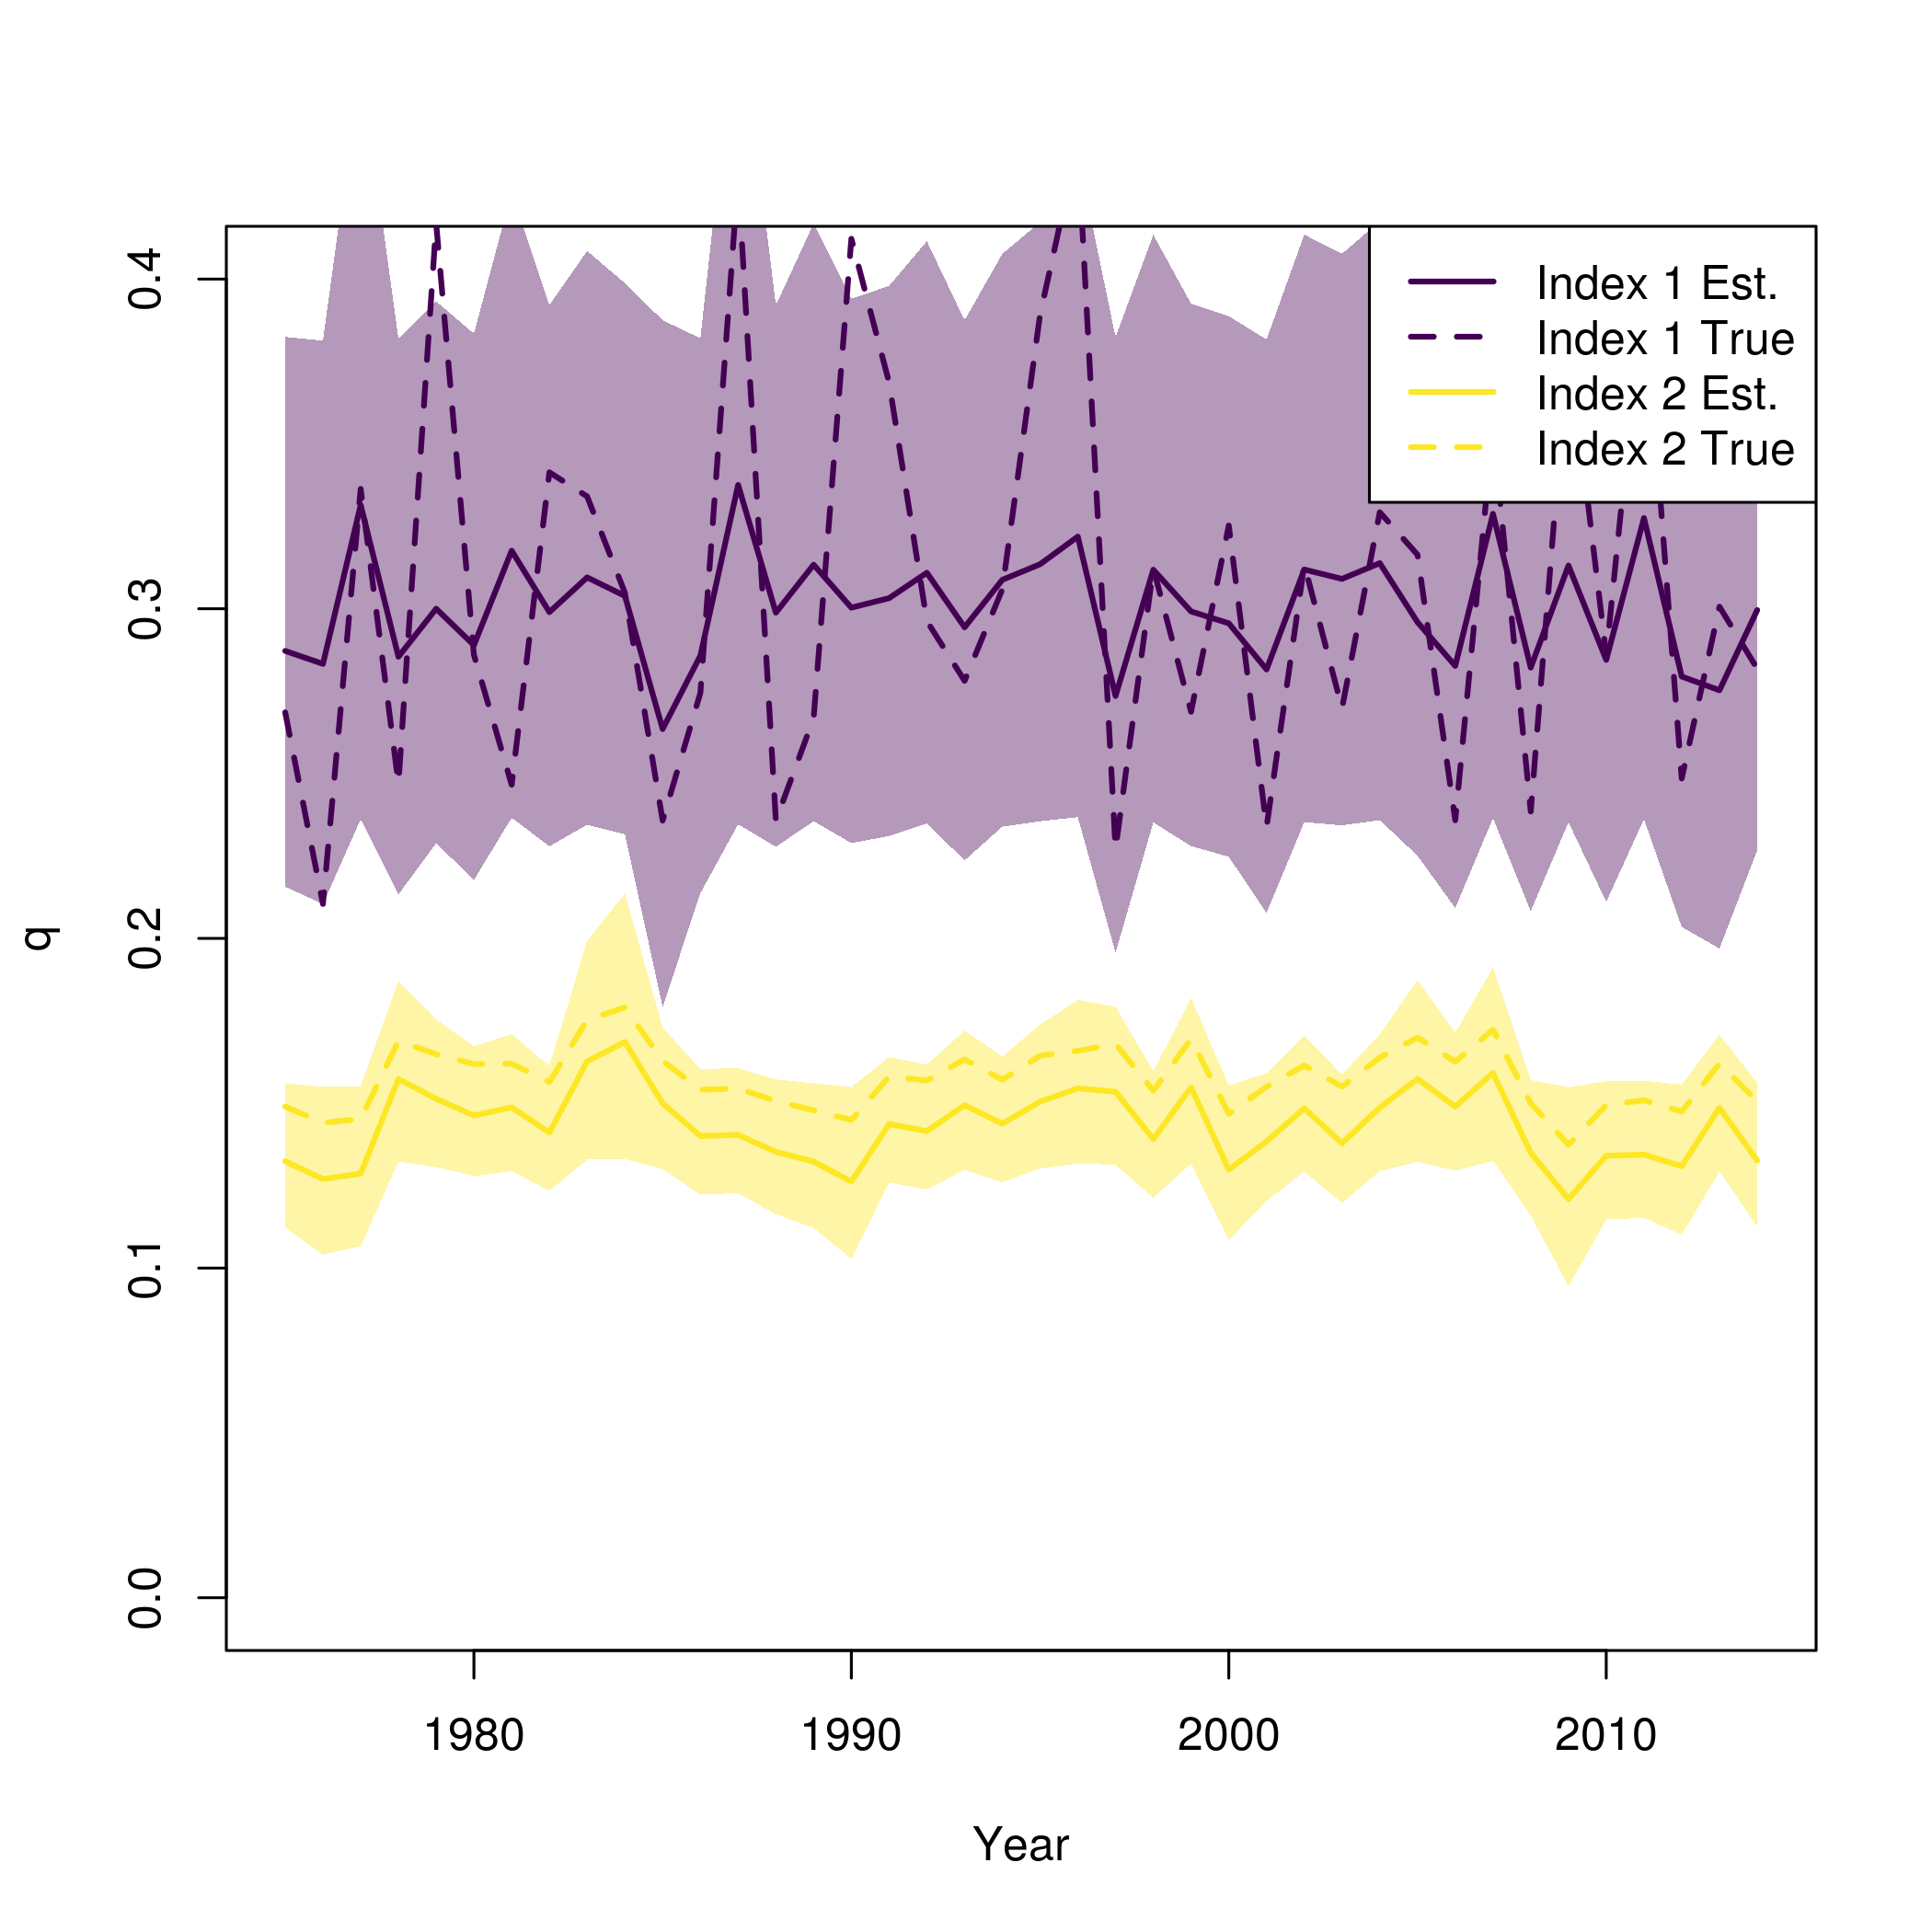 Index 1 Est.
Index 1 True
Index 2 Est.
Index 2 True
q
0.4
0.3
0.2
0.1
0.0
1980 1990 2000 2010
Year